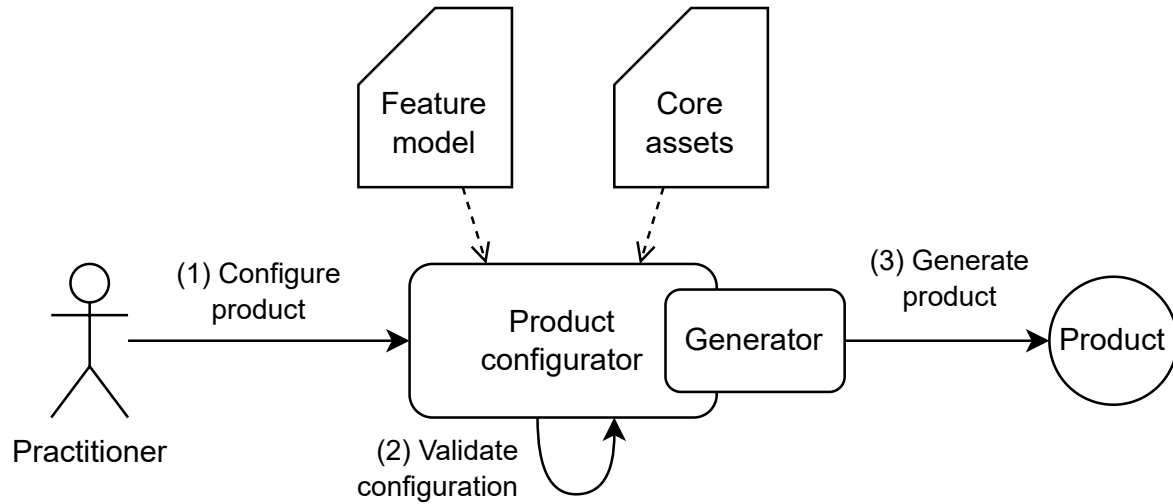 Feature
model
Core
assets
(1) Configure
product
(3) Generate
product
Product
configurator
Generator
Product
Practitioner
(2) Validate
configuration